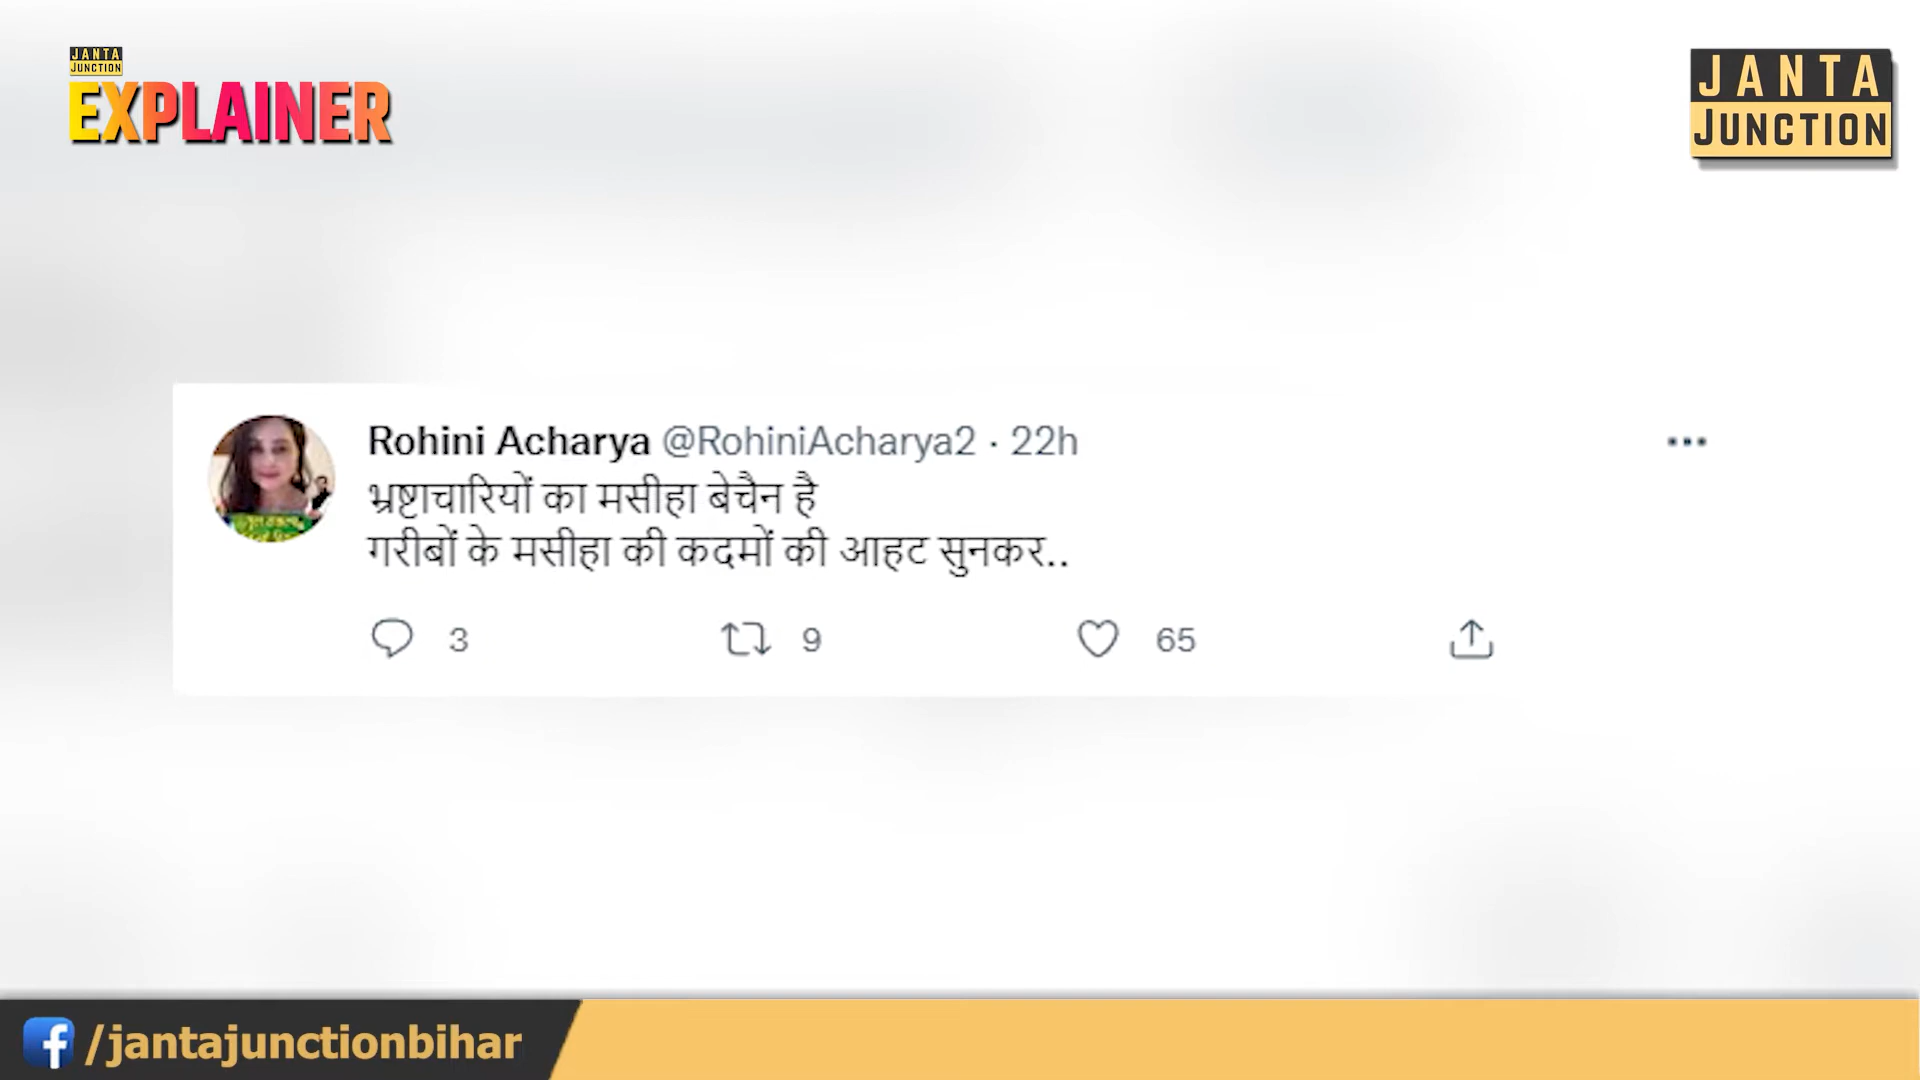 JANTA
JUNCTION
EXPLAINER
JANTA
JUNCTION
Rohini Acharya @RohiniAcharya2 · 22h
भ्रष्टाचारियों का मसीहा बेचैन है
गरीबों के मसीहा की कदमों की आहट सुनकर..
3 9 65
/jantajunctionbihar